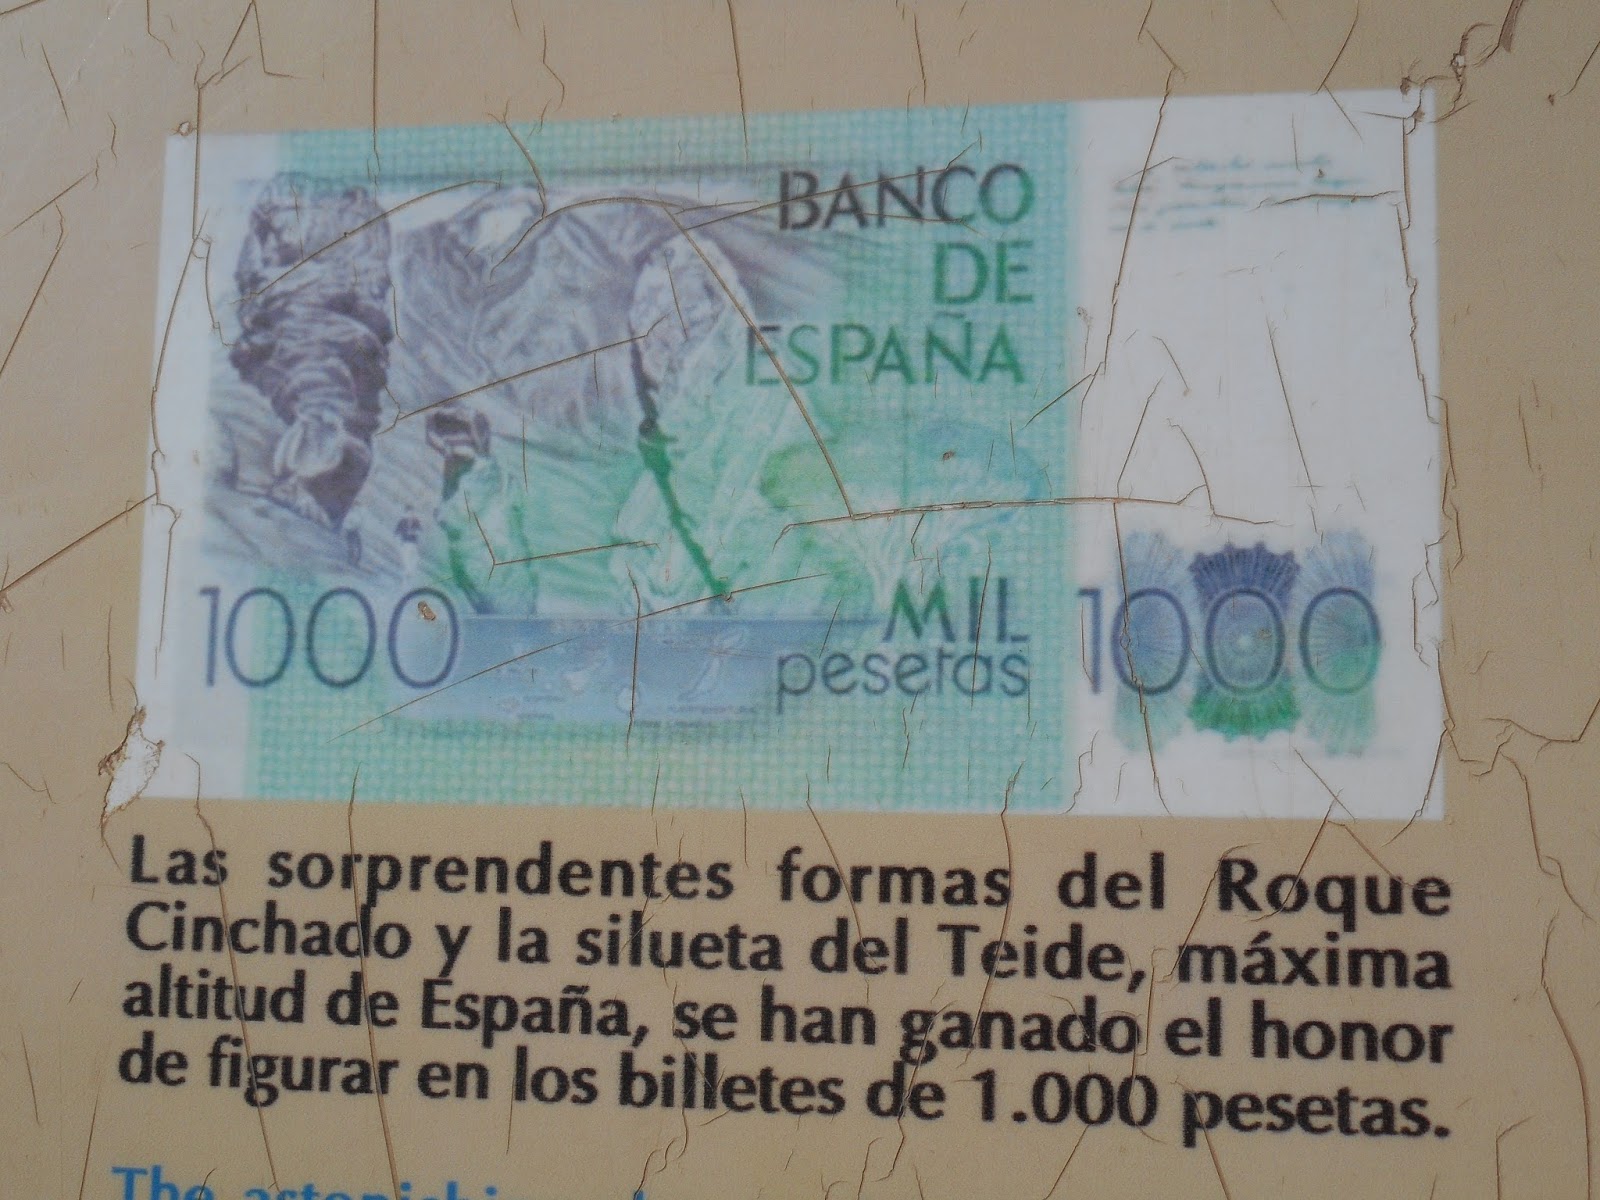 BANCO
DE
ESPAÑA
1000
MIL
pesetas
1000
Las sorprendentes formas del Roque
Cinchado y la silueta del Teide, máxima
altitud de España, se han ganado el honor
de figurar en los billetes de 1.000 pesetas.
The